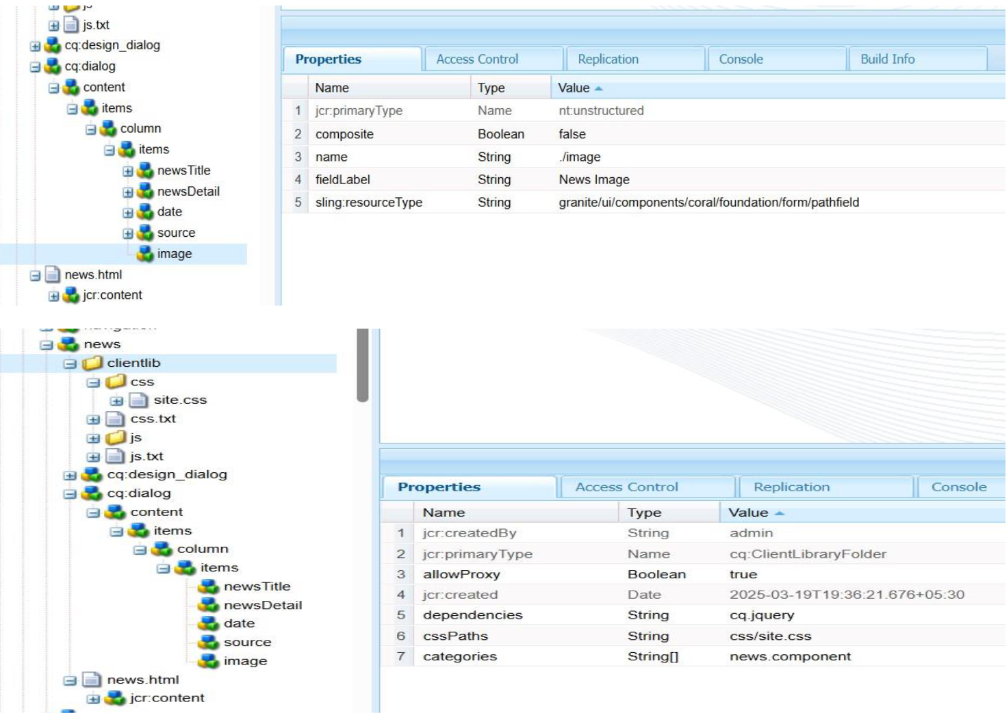 js
js.txt
cq:design_dialog
cq:dialog
content
items
column
items
newsTitle
newsDetail
date
source
image
news.html
jcr:content
Properties Access Control Replication Console Build Info
Name Type Value
1 jcr:primaryType Name nt:unstructured
2 composite Boolean false
3 name String ./image
4 fieldLabel String News Image
5 sling:resourceType String granite/ui/components/coral/foundation/form/pathfield
news
clientlib
css
site.css
css.txt
js
js.txt
cq:design_dialog
cq:dialog
content
items
column
items
newsTitle
newsDetail
date
source
image
news.html
jcr:content
Properties Access Control Replication Console
Name Type Value
1 jcr:createdBy String admin
2 jcr:primaryType Name cq:ClientLibraryFolder
3 allowProxy Boolean true
4 jcr:created Date 2025-03-19T19:36:21.676+05:30
5 dependencies String cq.jquery
6 cssPaths String css/site.css
7 categories String[] news.component